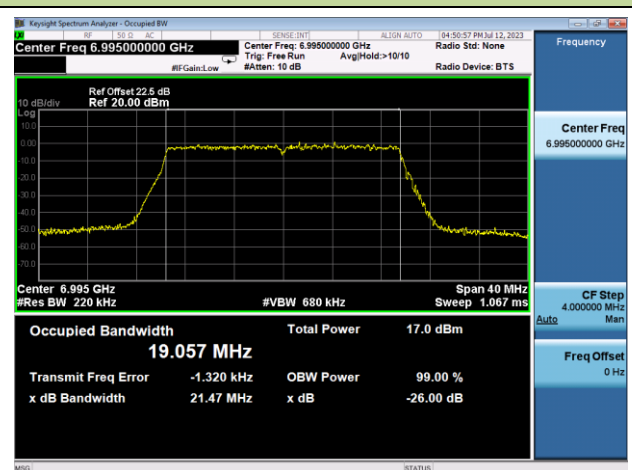 Keysight Spectrum Analyzer - Occupied BW
RF 50 Ω AC SENSE:INT ALIGN AUTO 04:50:57 PM Jul 12, 2023
Center Freq 6.995000000 GHz
Center Freq: 6.995000000 GHz Radio Std: None
Trig: Free Run Avg|Hold:>10/10
#IFGain:Low #Atten: 10 dB Radio Device: BTS
Frequency
Ref Offset 22.5 dB
10 dB/div Ref 20.00 dBm
Log
10.0
0.00
-10.0
-20.0
-30.0
-40.0
-50.0
-60.0
-70.0
Center 6.995 GHz Span 40 MHz
#Res BW 220 kHz #VBW 680 kHz Sweep 1.067 ms
Occupied Bandwidth Total Power 17.0 dBm
19.057 MHz
Transmit Freq Error -1.320 kHz OBW Power 99.00 %
x dB Bandwidth 21.47 MHz x dB -26.00 dB
Center Freq
6.995000000 GHz
CF Step
4.000000 MHz
Auto Man
Freq Offset
0 Hz
MSG STATUS